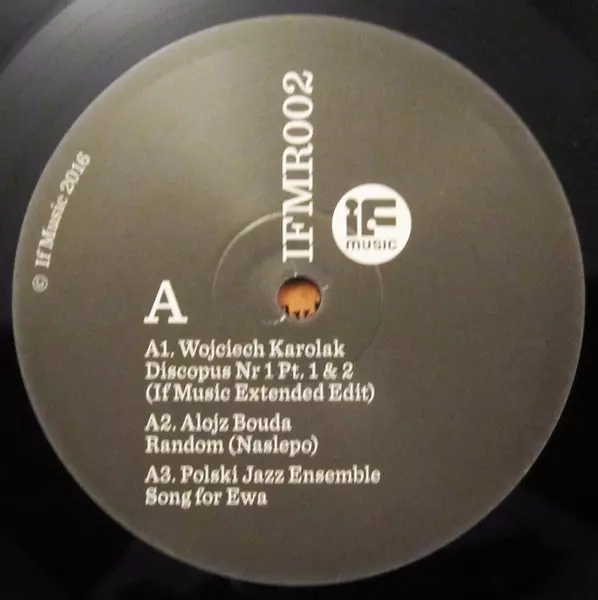 © If Music 2016
IFMR002
iF
MUSIC
A
A1. Wojciech Karolak
Discopus Nr 1 Pt. 1 & 2
(If Music Extended Edit)
A2. Alojz Bouda
Random (Naslepo)
A3. Polski Jazz Ensemble
Song for Ewa